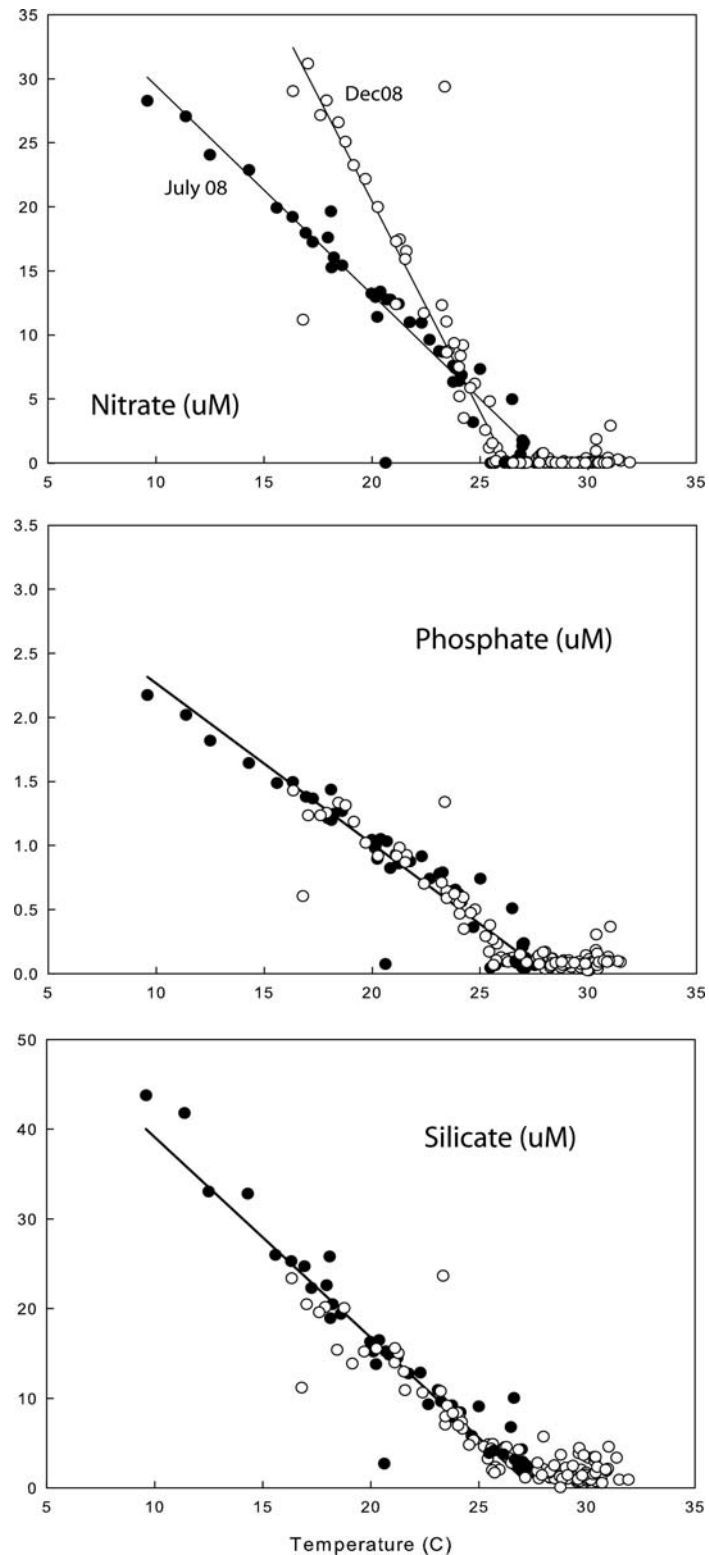 35
30
25
20
15
10
5
0
Dec08
July 08
Nitrate (uM)
5 10 15 20 25 30 35
3.5
3.0
2.5
2.0
1.5
1.0
0.5
0.0
Phosphate (uM)
5 10 15 20 25 30 35
50
40
30
20
10
0
Silicate (uM)
5 10 15 20 25 30 35
Temperature (C)